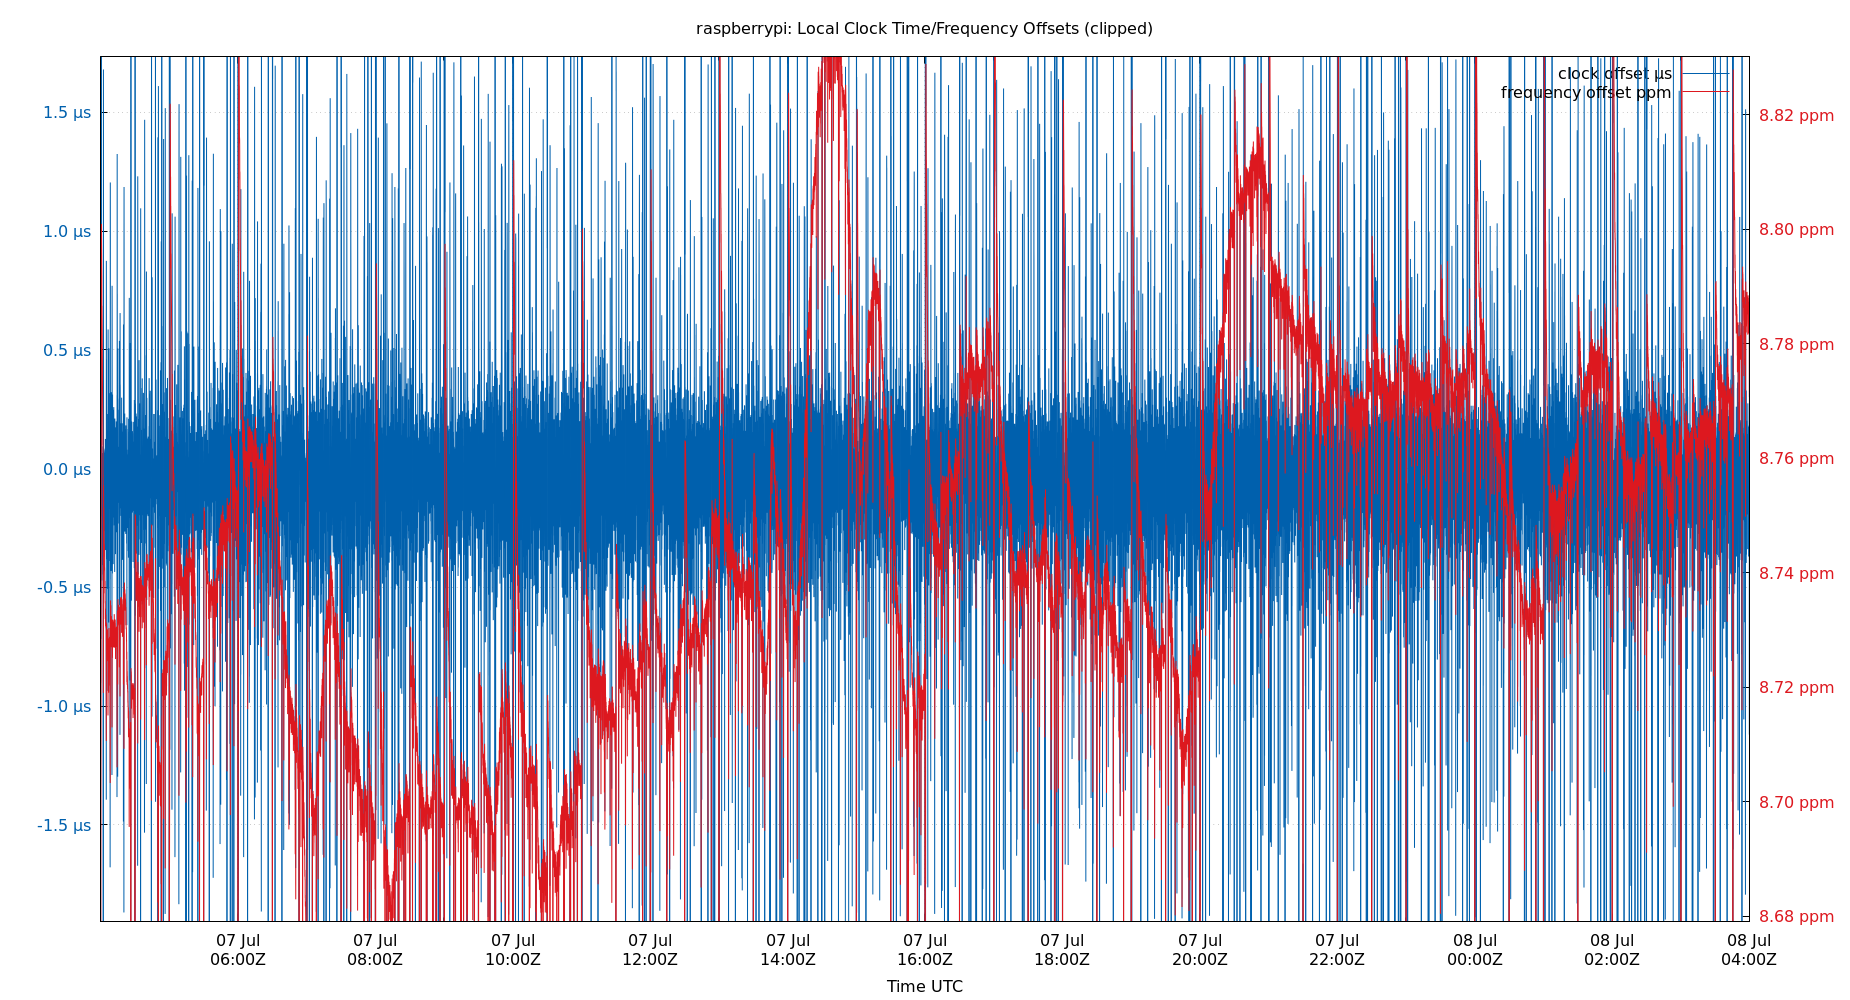 raspberrypi: Local Clock Time/Frequency Offsets (clipped)
clock offset µs
frequency offset ppm
1.5 µs
1.0 µs
0.5 µs
0.0 µs
-0.5 µs
-1.0 µs
-1.5 µs
8.82 ppm
8.80 ppm
8.78 ppm
8.76 ppm
8.74 ppm
8.72 ppm
8.70 ppm
8.68 ppm
07 Jul 07 Jul 07 Jul 07 Jul 07 Jul 07 Jul 07 Jul 07 Jul 07 Jul 08 Jul 08 Jul 08 Jul
06:00Z 08:00Z 10:00Z 12:00Z 14:00Z 16:00Z 18:00Z 20:00Z 22:00Z 00:00Z 02:00Z 04:00Z
Time UTC